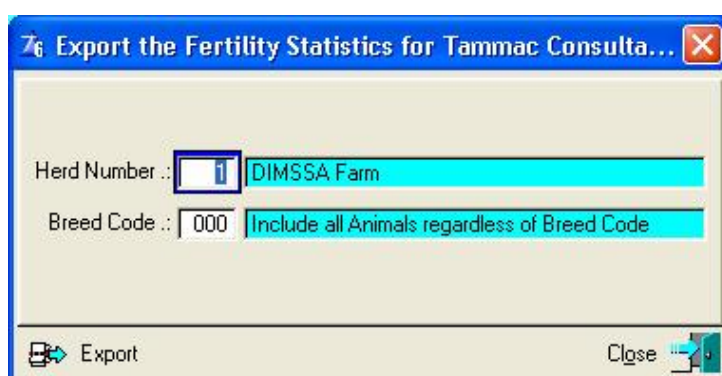 Export the Fertility Statistics for Tammac Consulta...
Herd Number .: 1 DIMSSA Farm
Breed Code .: 000 Include all Animals regardless of Breed Code
Export Close